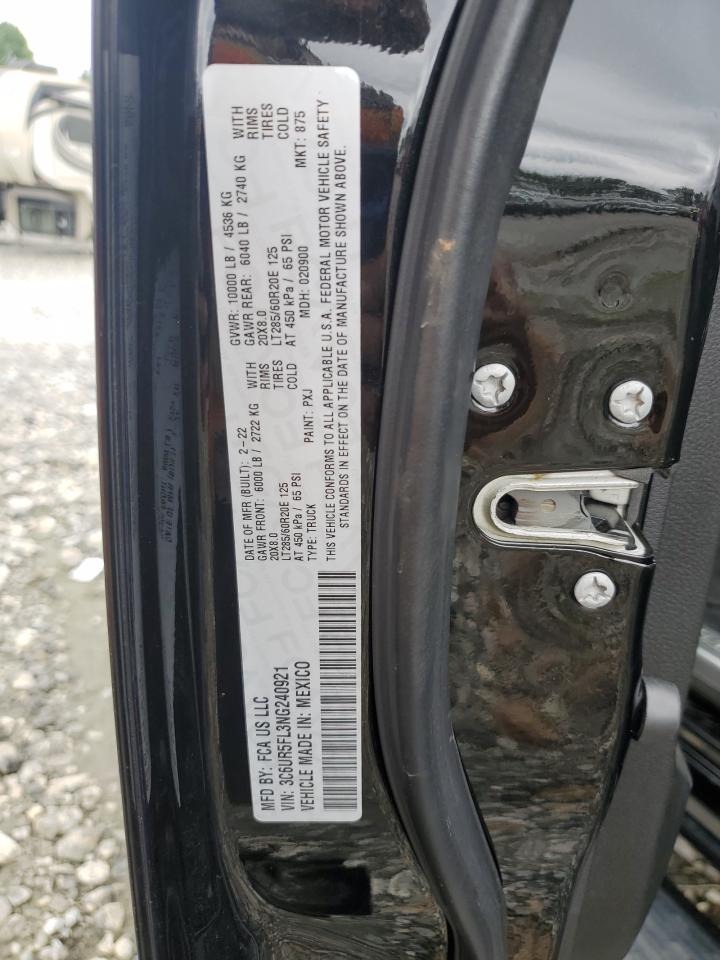 MFD BY: FCA US LLC
DATE OF MFR (BUILT): 2-22
GVWR: 10000 LB / 4536 KG
GAWR FRONT: 6000 LB / 2722 KG
WITH
GAWR REAR: 6040 LB / 2740 KG
WITH
20X8.0
RIMS
20X8.0
RIMS
LT285/60R20E 125
TIRES
LT285/60R20E 125
TIRES
AT 450 kPa / 65 PSI
COLD
AT 450 kPa / 65 PSI
COLD
VIN: 3C6UR5FL3NG240921
TYPE: TRUCK
PAINT: PXJ
MDH: 020900
MKT: 875
VEHICLE MADE IN: MEXICO
THIS VEHICLE CONFORMS TO ALL APPLICABLE U.S.A. FEDERAL MOTOR VEHICLE SAFETY
STANDARDS IN EFFECT ON THE DATE OF MANUFACTURE SHOWN ABOVE.